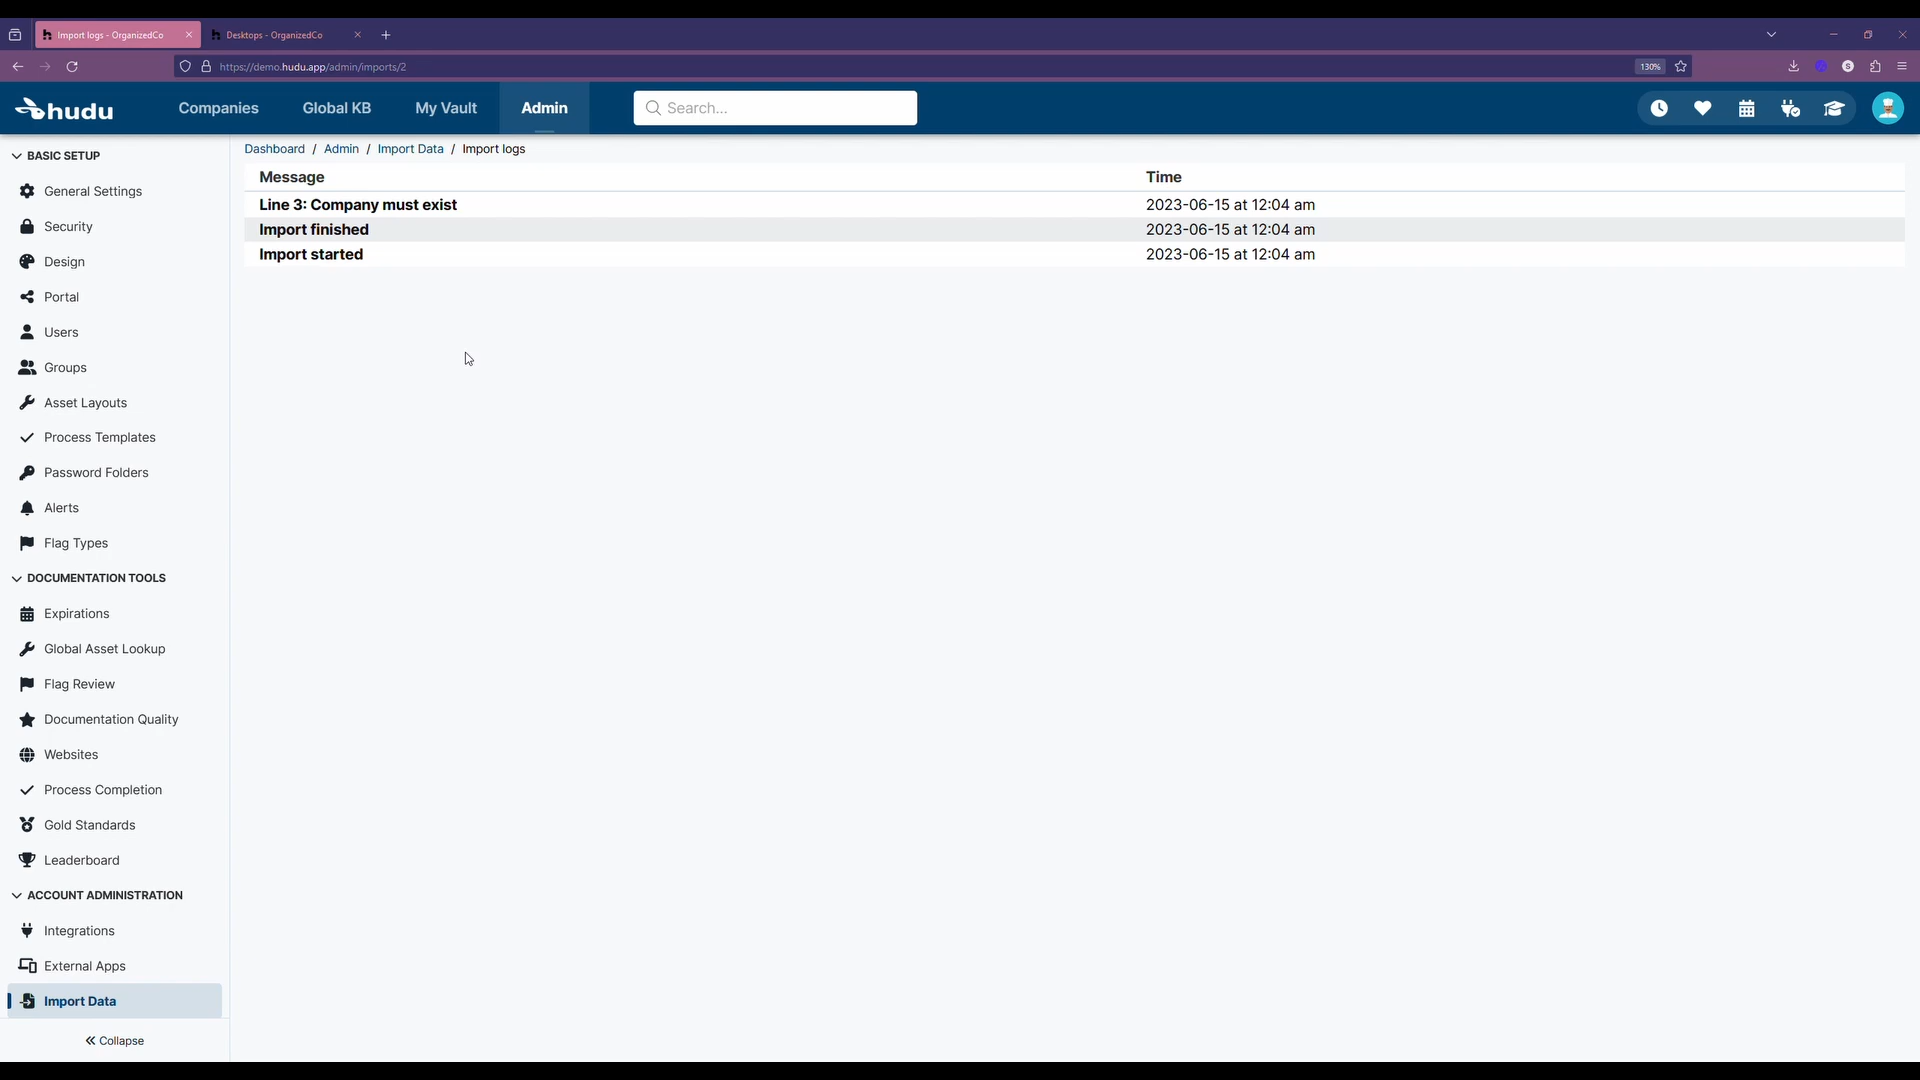 Import logs - OrganizedCo
Desktops - OrganizedCo
https://demo.hudu.app/admin/imports/2
130%
hudu
Companies
Global KB
My Vault
Admin
Search...
BASIC SETUP
General Settings
Security
Design
Portal
Users
Groups
Asset Layouts
Process Templates
Password Folders
Alerts
Flag Types
DOCUMENTATION TOOLS
Expirations
Global Asset Lookup
Flag Review
Documentation Quality
Websites
Process Completion
Gold Standards
Leaderboard
ACCOUNT ADMINISTRATION
Integrations
External Apps
Import Data
Collapse
Dashboard / Admin / Import Data / Import logs
Message Time
Line 3: Company must exist 2023-06-15 at 12:04 am
Import finished 2023-06-15 at 12:04 am
Import started 2023-06-15 at 12:04 am